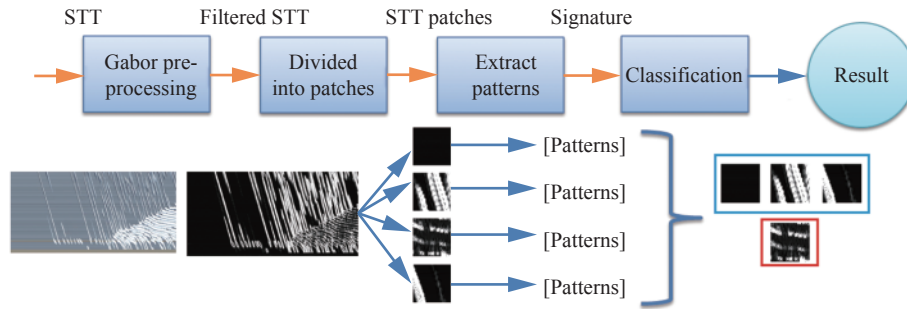 STT
Filtered STT
STT patches
Signature
Gabor pre-
processing
Divided
into patches
Extract
patterns
Classification
Result
[Patterns]
[Patterns]
[Patterns]
[Patterns]